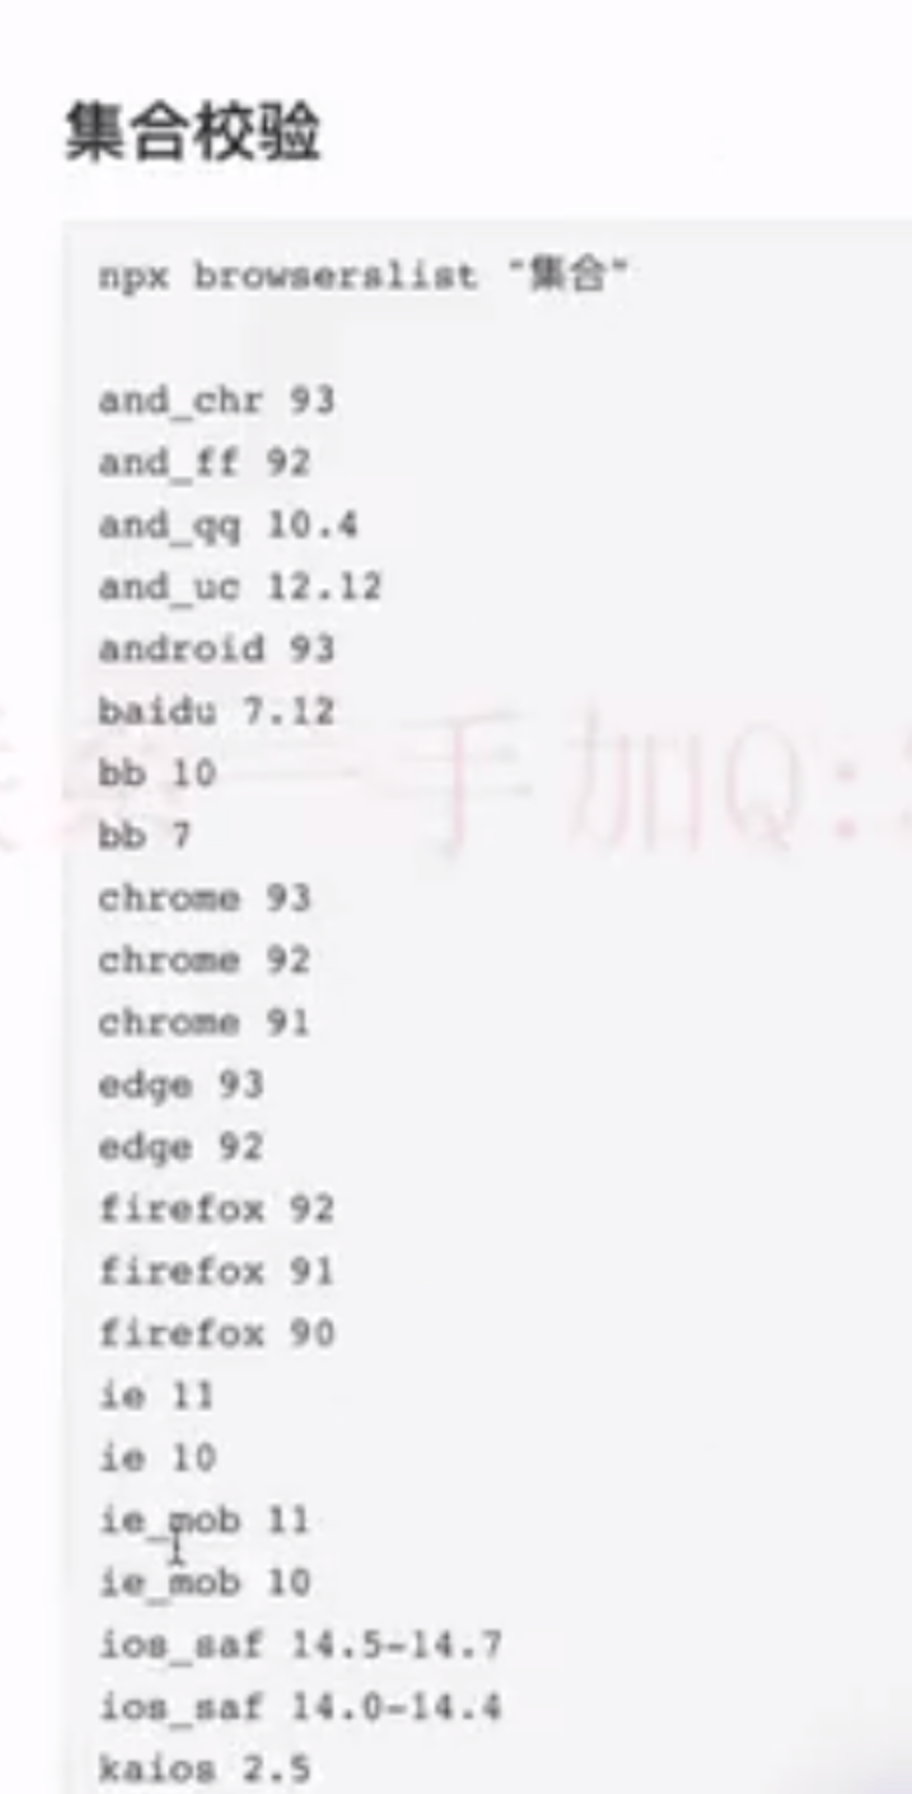 集合校验
npx browserslist "集合"
and_chr 93
and_ff 92
and_qq 10.4
and_uc 12.12
android 93
baidu 7.12
bb 10
bb 7
chrome 93
chrome 92
chrome 91
edge 93
edge 92
firefox 92
firefox 91
firefox 90
ie 11
ie 10
ie_mob 11
ie_mob 10
ios_saf 14.5-14.7
ios_saf 14.0-14.4
kaios 2.5
一手加Q: